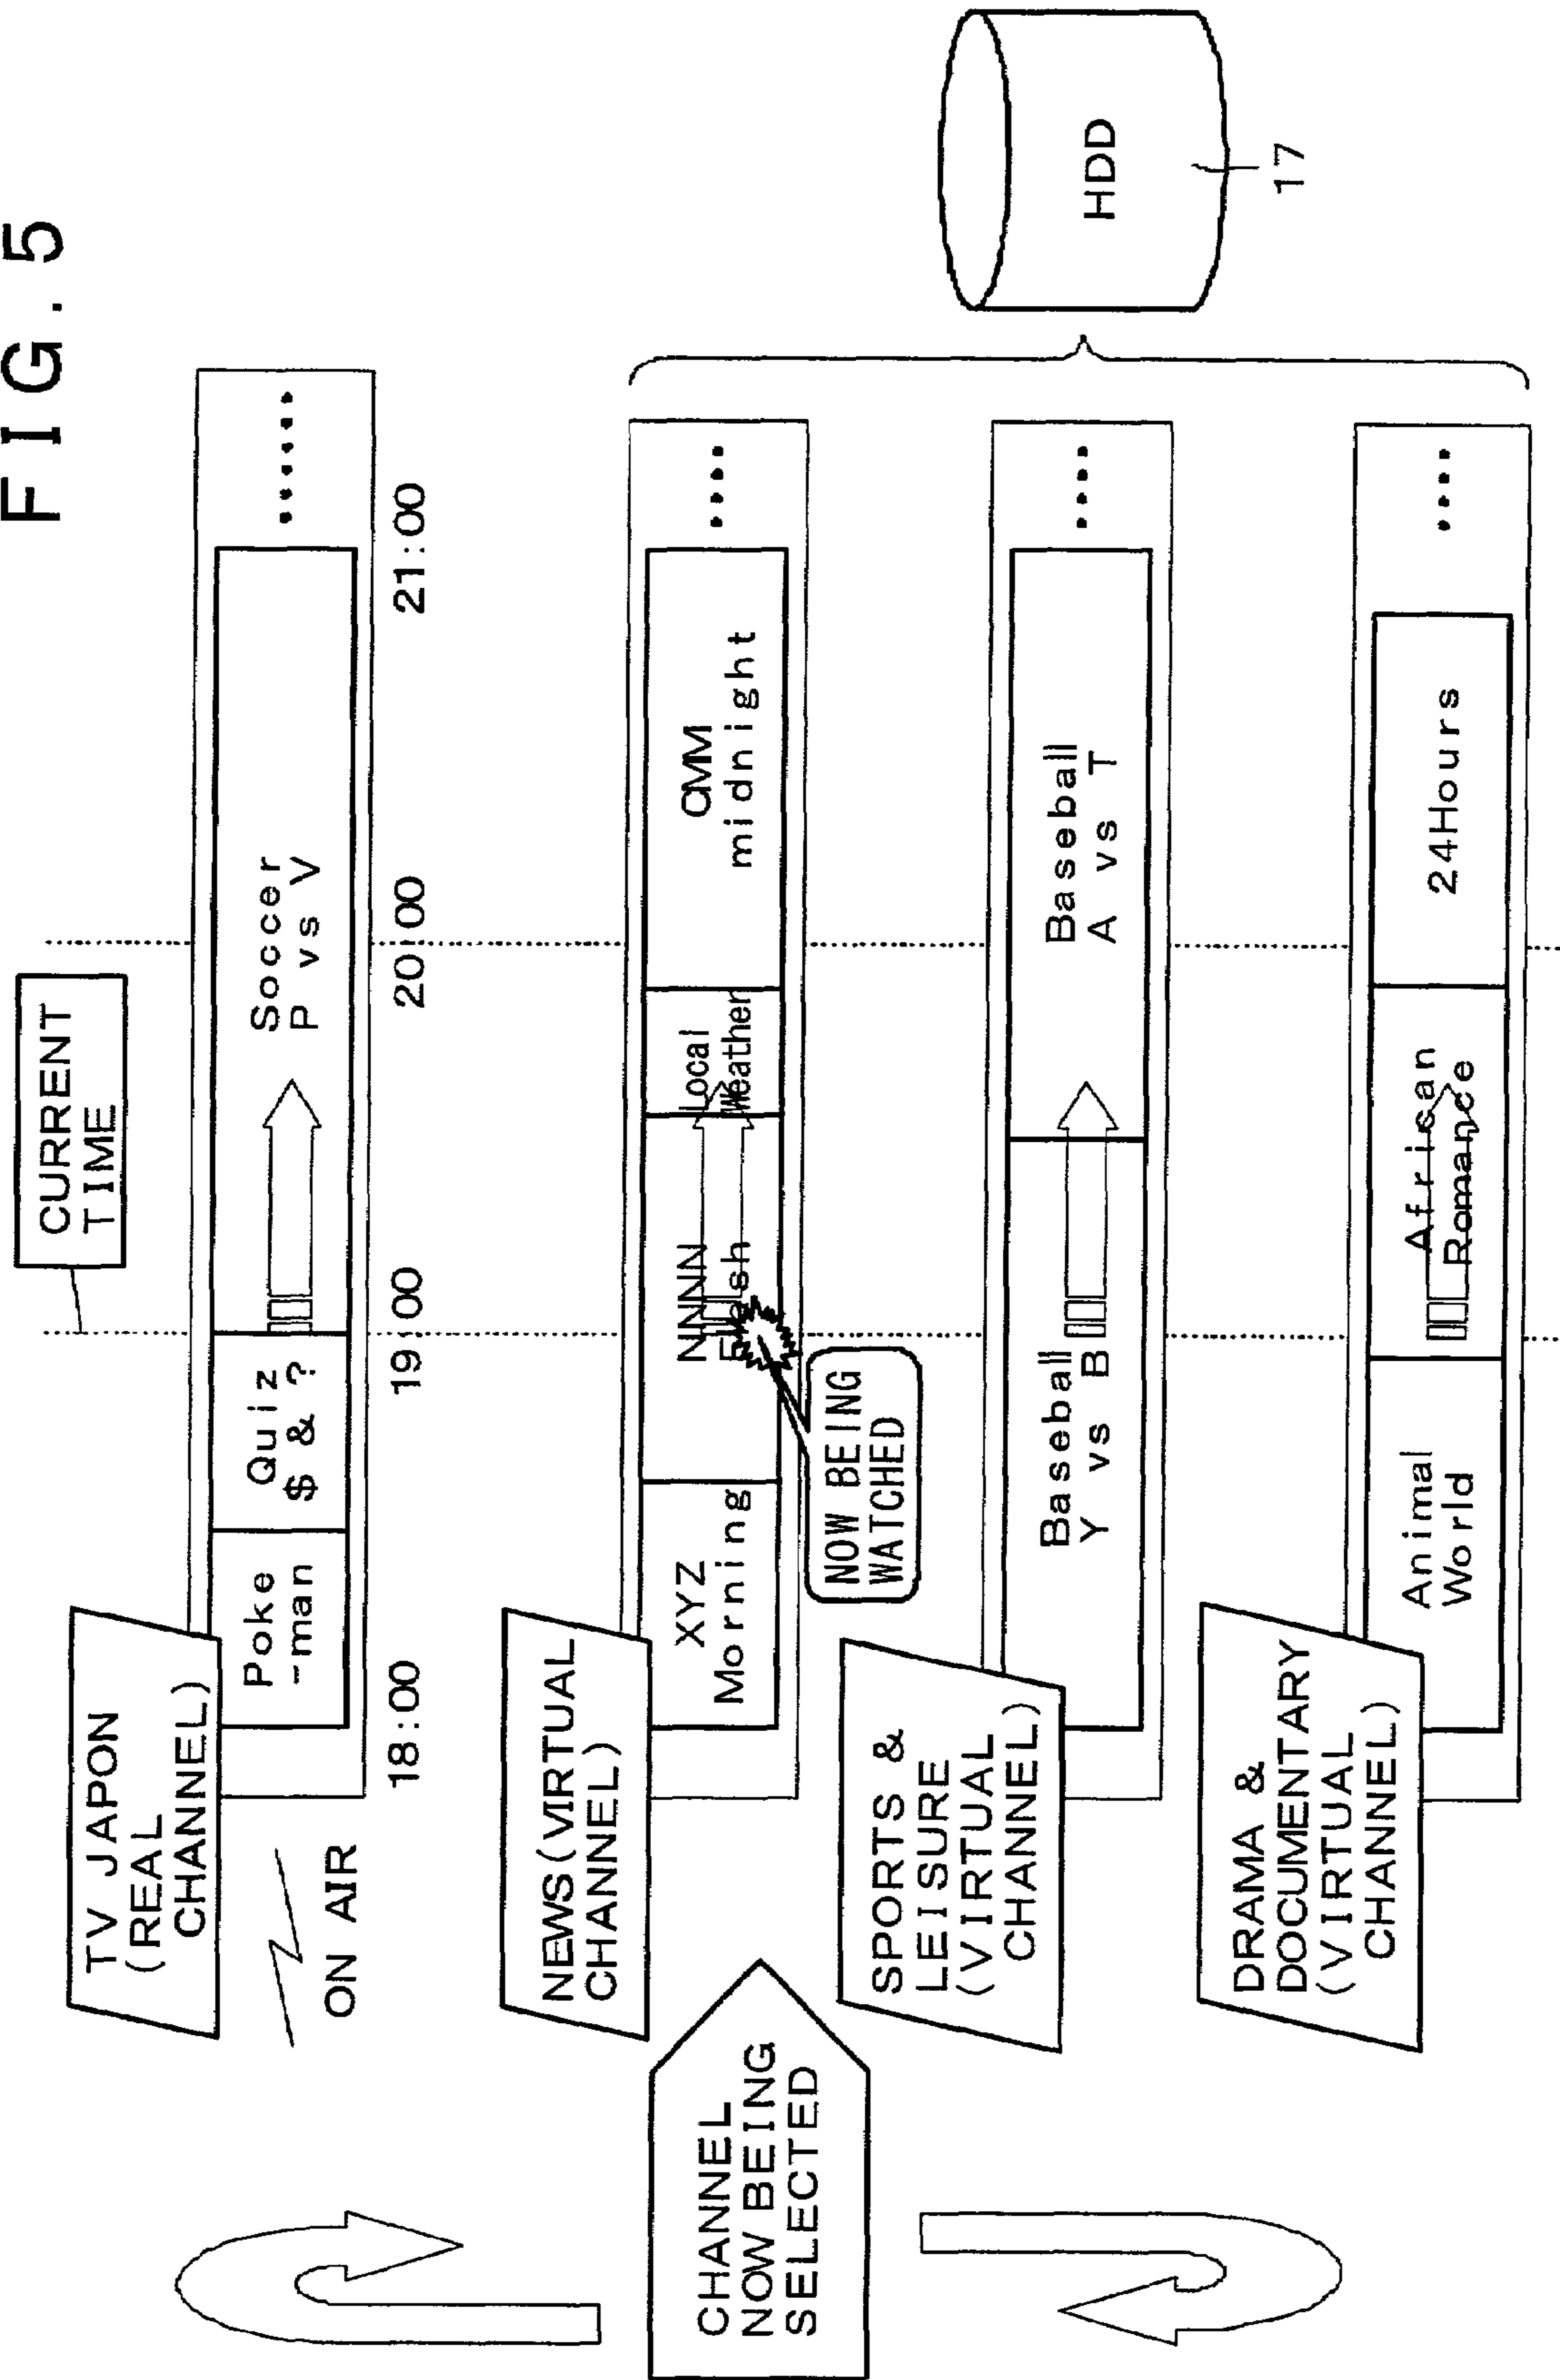 FIG. 5
CURRENT
TIME
TV JAPON
(REAL
CHANNEL)
Poke
-man
Quiz
$ & ?
Soccer
P vs V
......
ON AIR
18:00
19:00
20:00
21:00
NEWS(VIRTUAL
CHANNEL)
XYZ
Morning
NNNN
Flash
Local
Weather
CMM
midnight
....
CHANNEL
NOW BEING
SELECTED
NOW BEING
WATCHED
SPORTS &
LEISURE
(VIRTUAL
CHANNEL)
Baseball
Y vs B
Baseball
A vs T
....
DRAMA &
DOCUMENTARY
(VIRTUAL
CHANNEL)
Animal
World
Afrisan
Romance
24Hours
....
HDD
17